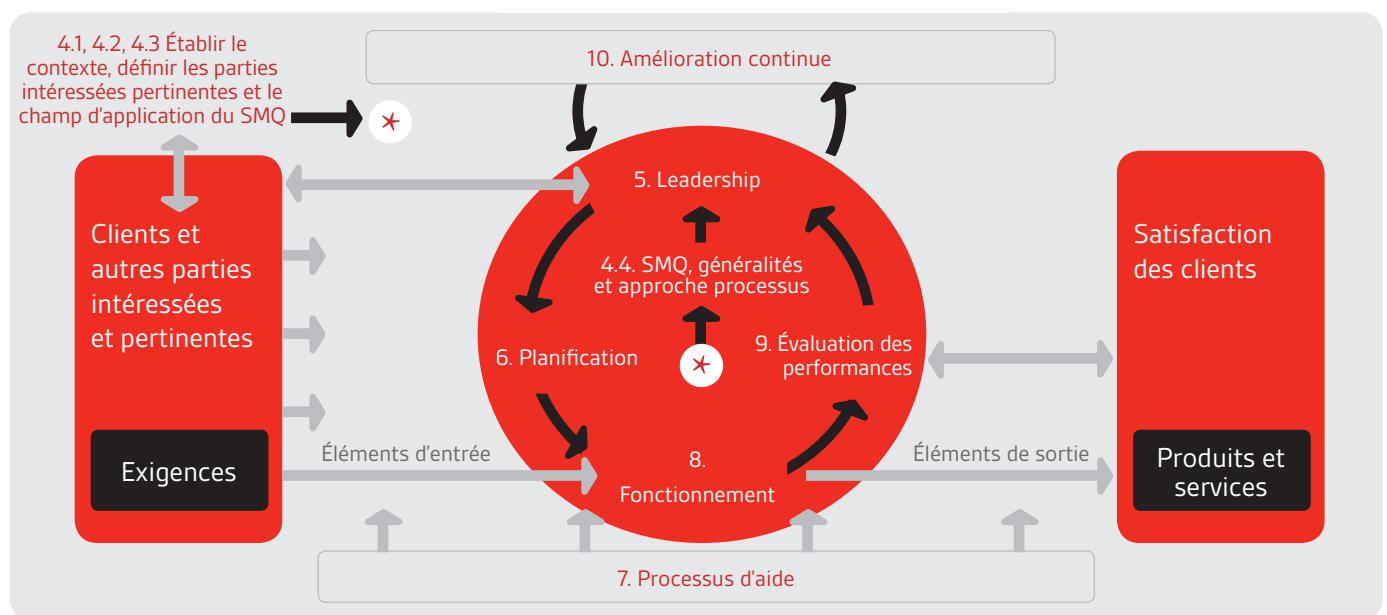 4.1, 4.2, 4.3 Établir le
contexte, définir les parties
intéressées pertinentes et le
champ d'application du SMQ
10. Amélioration continue
5. Leadership
Clients et
autres parties
intéressées
et pertinentes
Exigences
4.4. SMQ, généralités
et approche processus
6. Planification
9. Évaluation des
performances
Satisfaction
des clients
Éléments d'entrée
8.
Fonctionnement
Éléments de sortie
Produits et
services
7. Processus d'aide